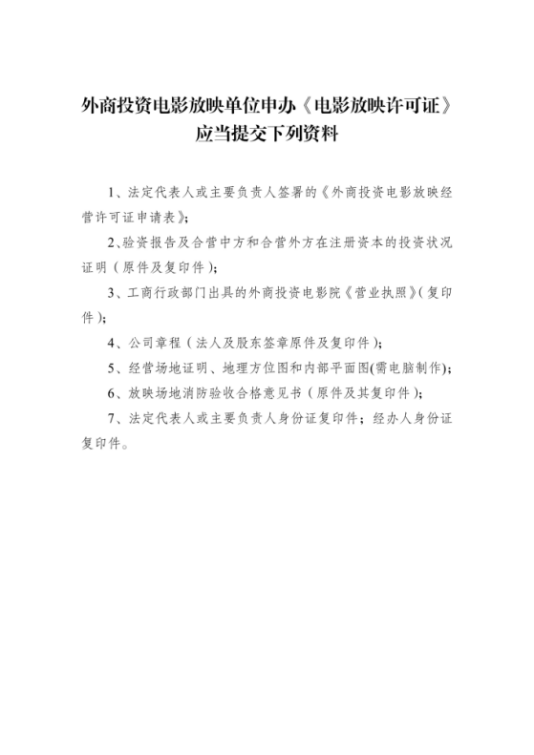 外商投资电影放映单位申办《电影放映许可证》
应当提交下列资料
1、法定代表人或主要负责人签署的《外商投资电影放映经
营许可证申请表》；
2、验资报告及合营中方和合营外方在注册资本的投资状况
证明（原件及复印件）；
3、工商行政部门出具的外商投资电影院《营业执照》（复印
件）；
4、公司章程（法人及股东签章原件及复印件）；
5、经营场地证明、地理方位图和内部平面图(需电脑制作)；
6、放映场地消防验收合格意见书（原件及其复印件）；
7、法定代表人或主要负责人身份证复印件；经办人身份证
复印件。